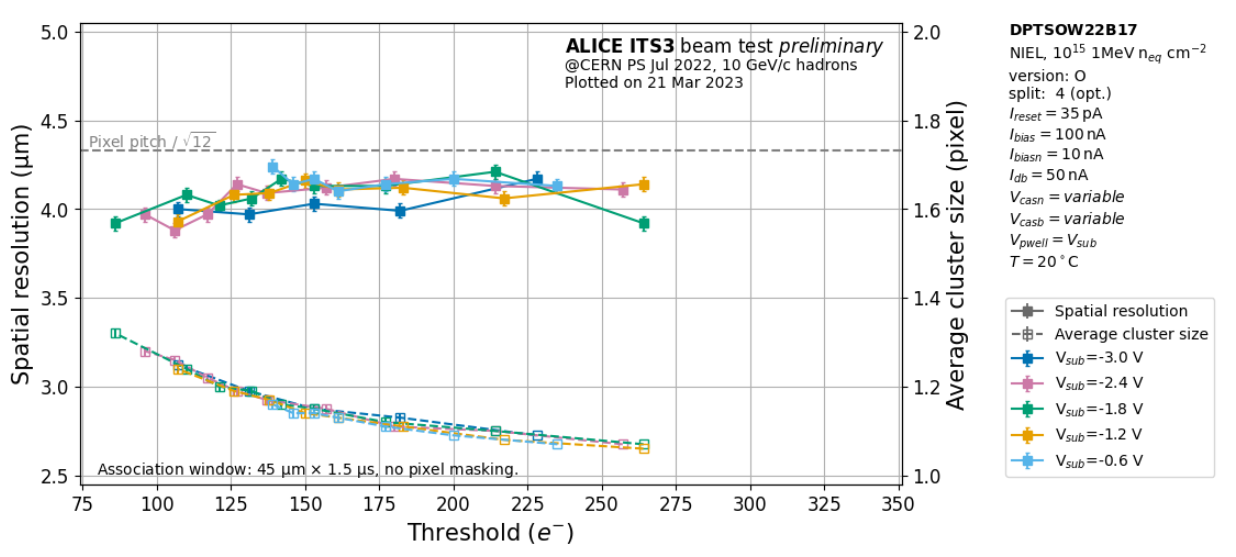 ALICE ITS3 beam test preliminary
@CERN PS Jul 2022, 10 GeV/c hadrons
Plotted on 21 Mar 2023
Pixel pitch / √12
Association window: 45 μm × 1.5 μs, no pixel masking.
Spatial resolution (μm)
5.0
4.5
4.0
3.5
3.0
2.5
Average cluster size (pixel)
2.0
1.8
1.6
1.4
1.2
1.0
75 100 125 150 175 200 225 250 275 300 325 350
Threshold (e⁻)
DPTSOW22B17
NIEL, 10¹⁵ 1MeV n_eq cm⁻²
version: O
split: 4 (opt.)
I_reset = 35 pA
I_bias = 100 nA
I_biasn = 10 nA
I_db = 50 nA
V_casn = variable
V_casb = variable
V_pwell = V_sub
T = 20 °C
Spatial resolution
Average cluster size
V_sub=-3.0 V
V_sub=-2.4 V
V_sub=-1.8 V
V_sub=-1.2 V
V_sub=-0.6 V